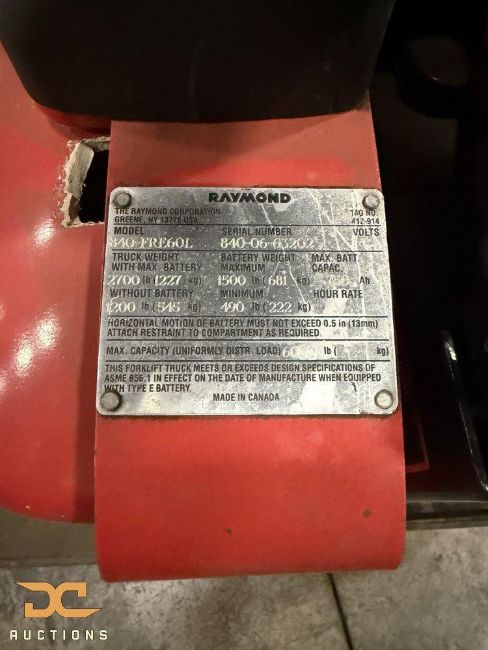 RAYMOND
THE RAYMOND CORPORATION TAG NO.
GREENE, NY 13778 USA 412-914
MODEL SERIAL NUMBER VOLTS
840-FRE60L 840-06-63202
TRUCK WEIGHT BATTERY WEIGHT MAX. BATT
WITH MAX. BATTERY MAXIMUM CAPAC.
2700 lb (1227 kg) 1500 lb (681 kg) Ah
WITHOUT BATTERY MINIMUM HOUR RATE
1200 lb (545 kg) 490 lb (222 kg)
HORIZONTAL MOTION OF BATTERY MUST NOT EXCEED 0.5 in (13mm)
ATTACH RESTRAINT TO COMPARTMENT AS REQUIRED.
MAX. CAPACITY (UNIFORMLY DISTR. LOAD) lb ( kg)
THIS FORKLIFT TRUCK MEETS OR EXCEEDS DESIGN SPECIFICATIONS OF
ASME B56.1 IN EFFECT ON THE DATE OF MANUFACTURE WHEN EQUIPPED
WITH TYPE E BATTERY.
MADE IN CANADA
DC
AUCTIONS